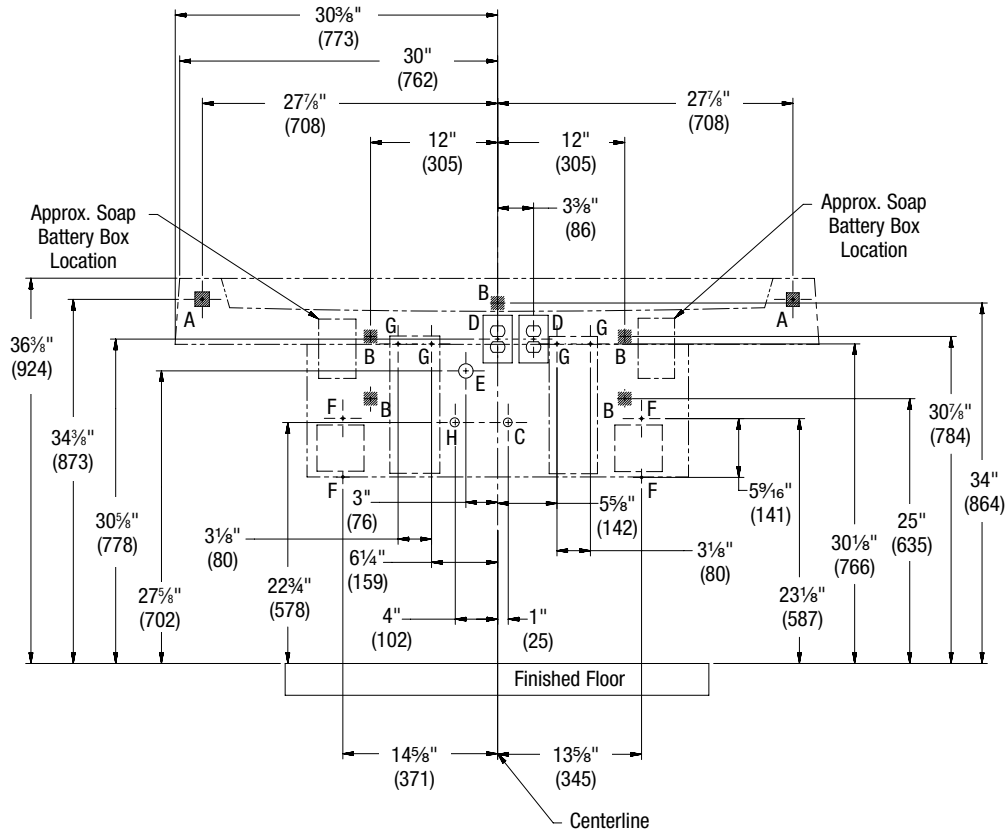 30⅜"
(773)
30"
(762)
27⅞"
(708)
27⅞"
(708)
12"
(305)
12"
(305)
3⅜"
(86)
Approx. Soap
Battery Box
Location
Approx. Soap
Battery Box
Location
A
B
A
G
B
D
D
G
B
G
G
E
B
B
F
F
H
C
F
F
36⅜"
(924)
34⅜"
(873)
30⅝"
(778)
27⅝"
(702)
22¾"
(578)
3⅛"
(80)
3"
(76)
6¼"
(159)
4"
(102)
1"
(25)
5⅝"
(142)
3⅛"
(80)
5⁹⁄₁₆"
(141)
23⅛"
(587)
30⅛"
(766)
25"
(635)
30⅞"
(784)
34"
(864)
Finished Floor
14⅝"
(371)
13⅝"
(345)
Centerline